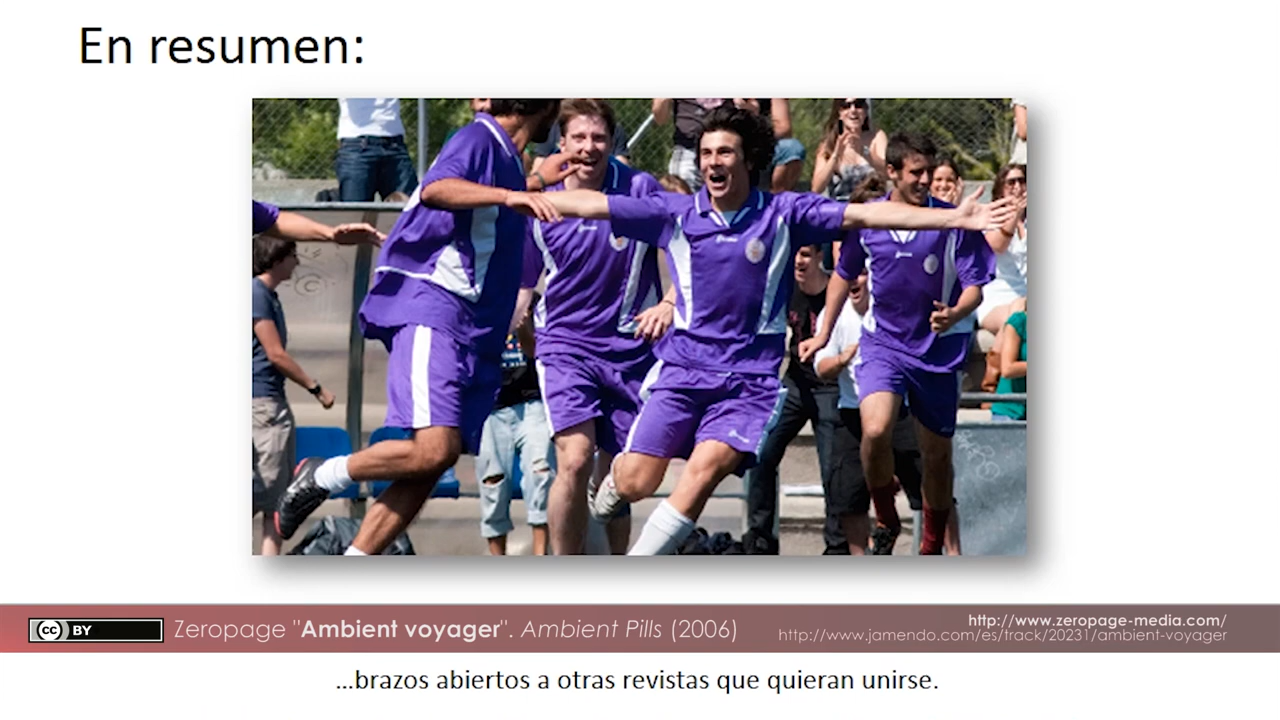 En resumen:
cc BY
Zeropage "Ambient voyager". Ambient Pills (2006)
http://www.zeropage-media.com/
http://www.jamendo.com/es/track/20231/ambient-voyager
...brazos abiertos a otras revistas que quieran unirse.